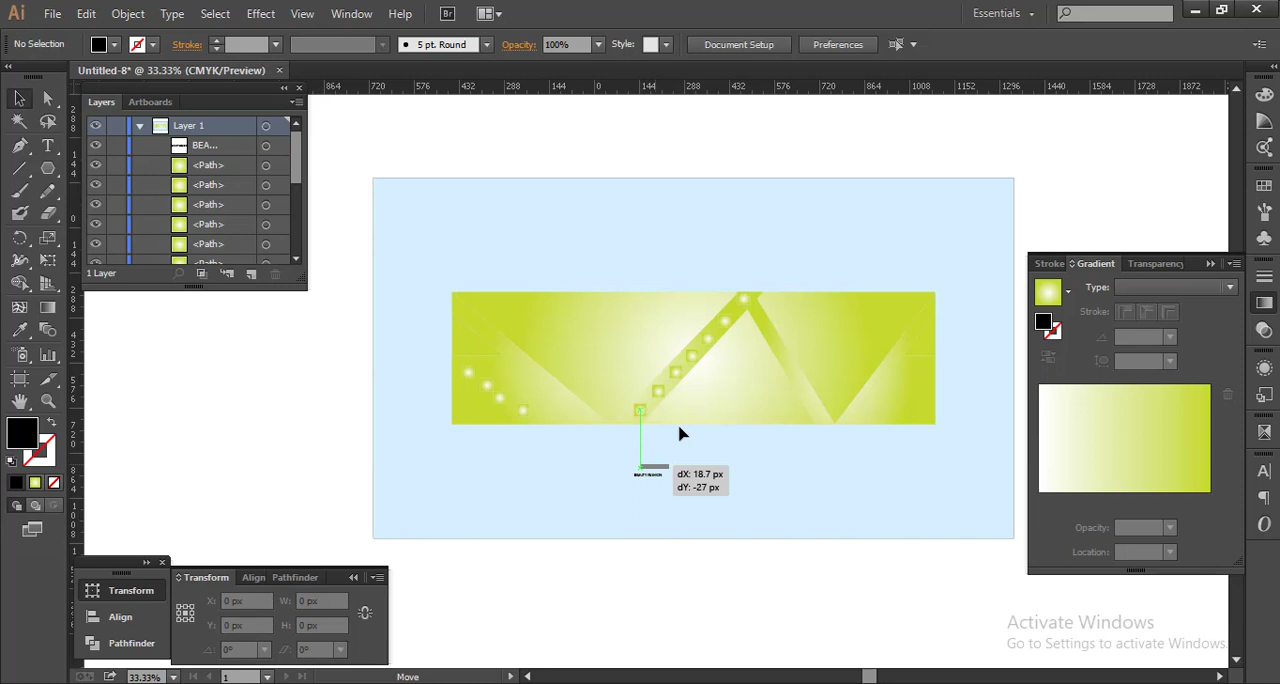 Ai File Edit Object Type Select Effect View Window Help Br Essentials
No Selection Stroke: 5 pt. Round Opacity: 100% Style: Document Setup Preferences
Untitled-8* @ 33.33% (CMYK/Preview) ×
864 720 576 432 288 144 0 144 288 432 576 720 864 1008 1152 1296 1440 1584 1728 1872
Layers Artboards
Layer 1
BEA...
<Path>
<Path>
<Path>
<Path>
<Path>
1 Layer
Stroke Gradient Transparency
Type:
Stroke:
Opacity:
Location:
dX: 18.7 px
dY: -27 px
Transform
Align
Pathfinder
Transform Align Pathfinder
X: 0 px W: 0 px
Y: 0 px H: 0 px
0° 0°
Activate Windows
Go to Settings to activate Windows.
33.33% 1 Move